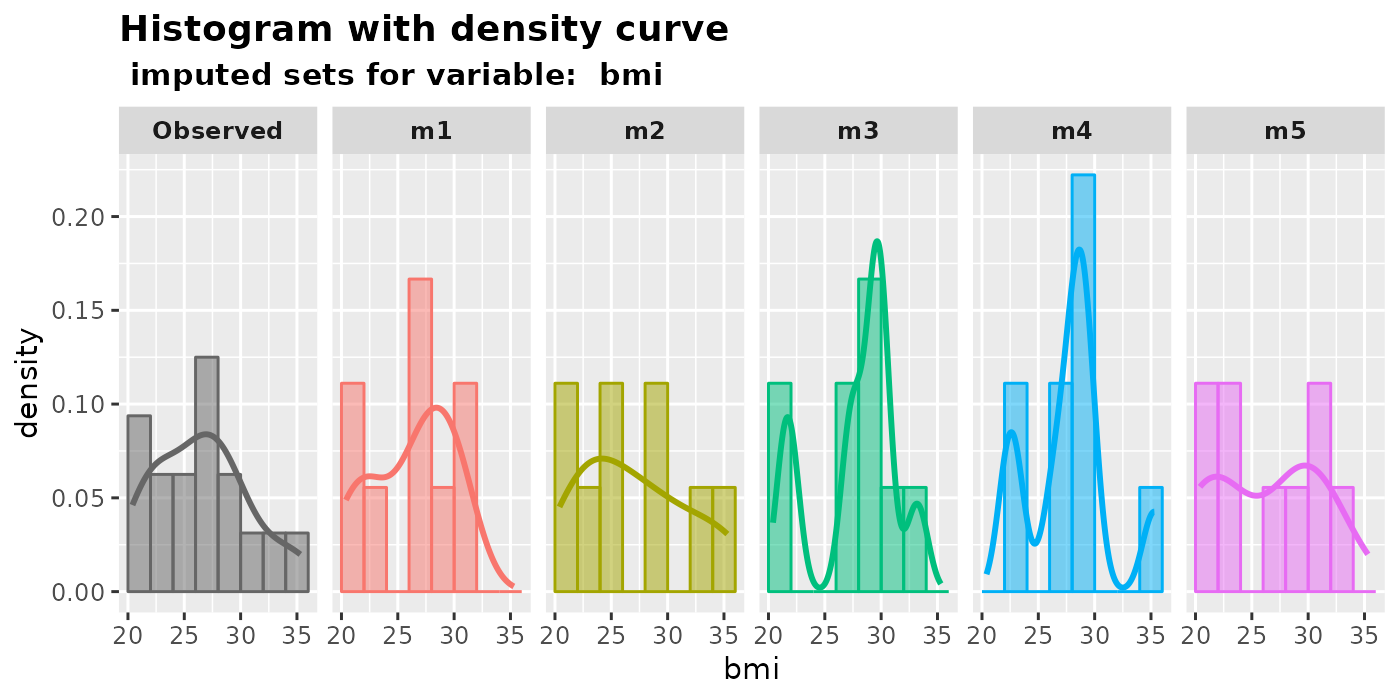 Histogram with density curve
imputed sets for variable:  bmi
Observed m1 m2 m3 m4 m5
0.20
0.15
0.10
0.05
0.00
density
20 25 30 35 20 25 30 35 20 25 30 35 20 25 30 35 20 25 30 35 20 25 30 35
bmi